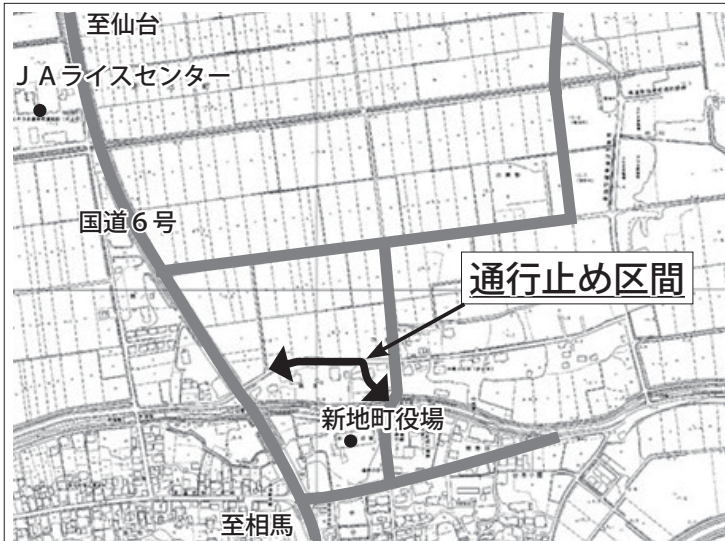 至仙台
ＪＡライスセンター
国道６号
通行止め区間
新地町役場
至相馬